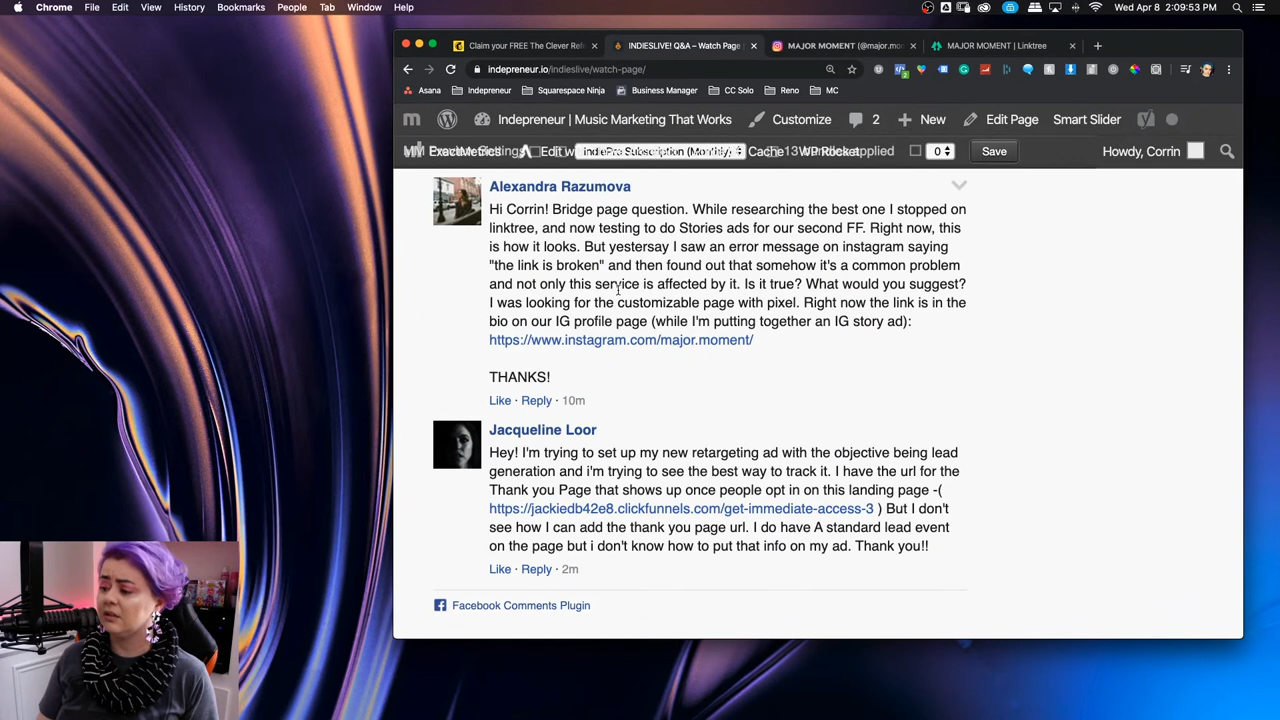 Chrome File Edit View History Bookmarks People Tab Window Help Wed Apr 8 2:09:53 PM
Claim your FREE The Clever Ref INDIESLIVE! Q&A – Watch Page MAJOR MOMENT (@major.mo MAJOR MOMENT | Linktree
indepreneur.io/indieslive/watch-page/
Asana Indepreneur Squarespace Ninja Business Manager CC Solo Reno MC
Indepreneur | Music Marketing That Works Customize 2 New Edit Page Smart Slider
ExactMetrics Edit wi IndiePro Subscription (Monthly) Cache WP Rocket applied 0 Save Howdy, Corrin
Alexandra Razumova
Hi Corrin! Bridge page question. While researching the best one I stopped on
linktree, and now testing to do Stories ads for our second FF. Right now, this
is how it looks. But yestersay I saw an error message on instagram saying
"the link is broken" and then found out that somehow it's a common problem
and not only this service is affected by it. Is it true? What would you suggest?
I was looking for the customizable page with pixel. Right now the link is in the
bio on our IG profile page (while I'm putting together an IG story ad):
https://www.instagram.com/major.moment/
THANKS!
Like · Reply · 10m
Jacqueline Loor
Hey! I'm trying to set up my new retargeting ad with the objective being lead
generation and i'm trying to see the best way to track it. I have the url for the
Thank you Page that shows up once people opt in on this landing page -(
https://jackiedb42e8.clickfunnels.com/get-immediate-access-3 ) But I don't
see how I can add the thank you page url. I do have A standard lead event
on the page but i don't know how to put that info on my ad. Thank you!!
Like · Reply · 2m
Facebook Comments Plugin